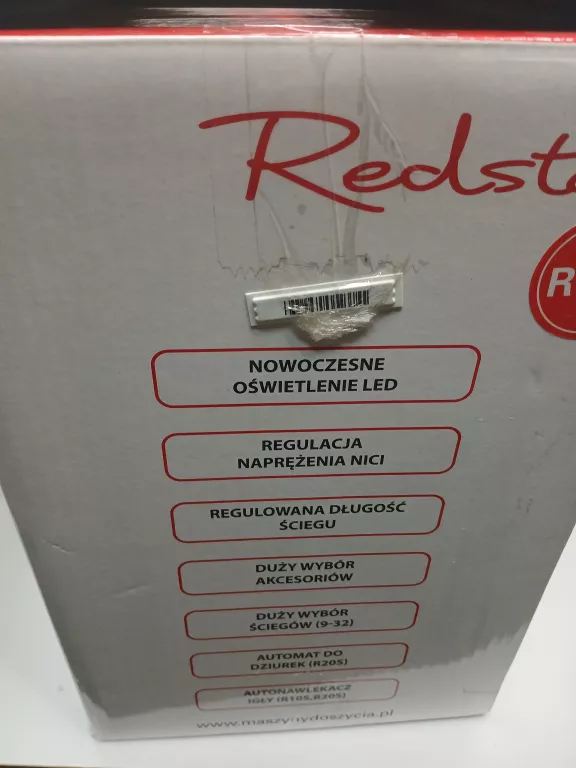 Redsta
R
NOWOCZESNE
OŚWIETLENIE LED
REGULACJA
NAPRĘŻENIA NICI
REGULOWANA DŁUGOŚĆ
ŚCIEGU
DUŻY WYBÓR
AKCESORIÓW
DUŻY WYBÓR
ŚCIEGÓW (9-32)
AUTOMAT DO
DZIUREK (R20S)
AUTONAWLEKACZ
IGŁY (R10S,R20S)
www.maszynydoszycia.pl